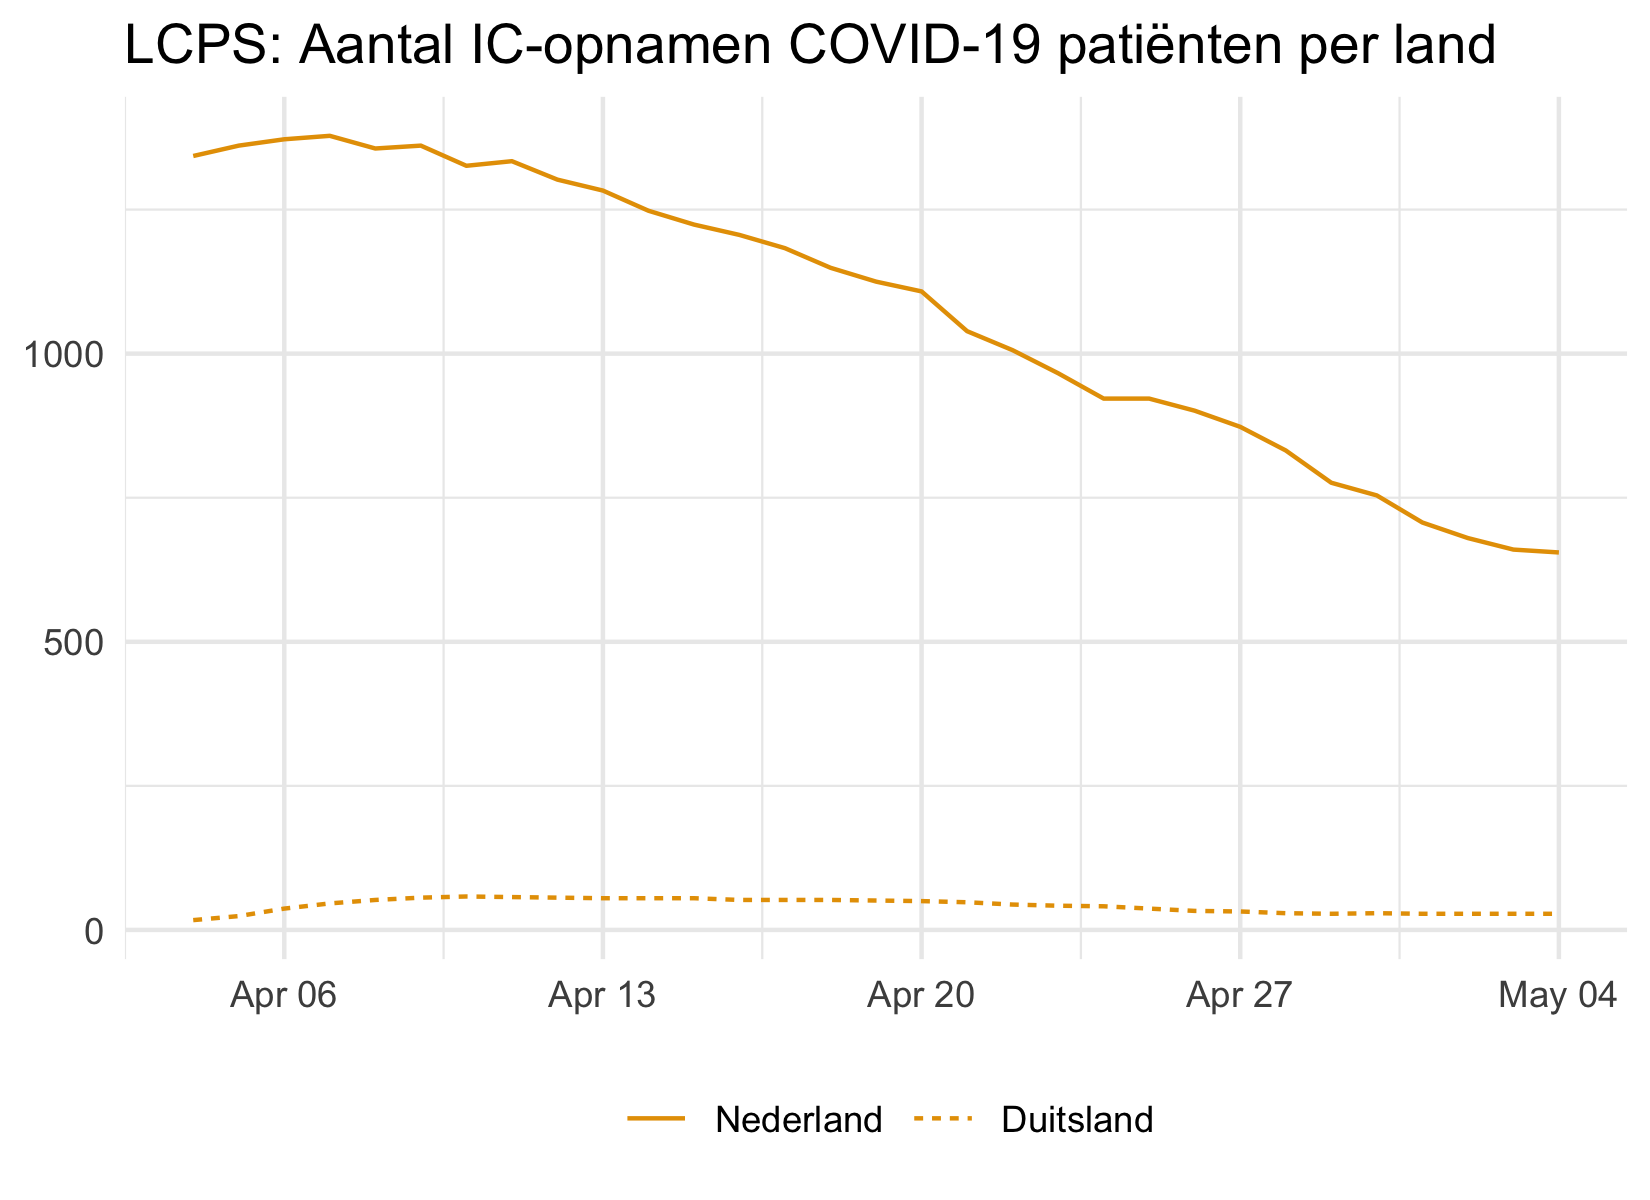 LCPS: Aantal IC-opnamen COVID-19 patiënten per land
1000
500
0
Apr 06 Apr 13 Apr 20 Apr 27 May 04
Nederland Duitsland